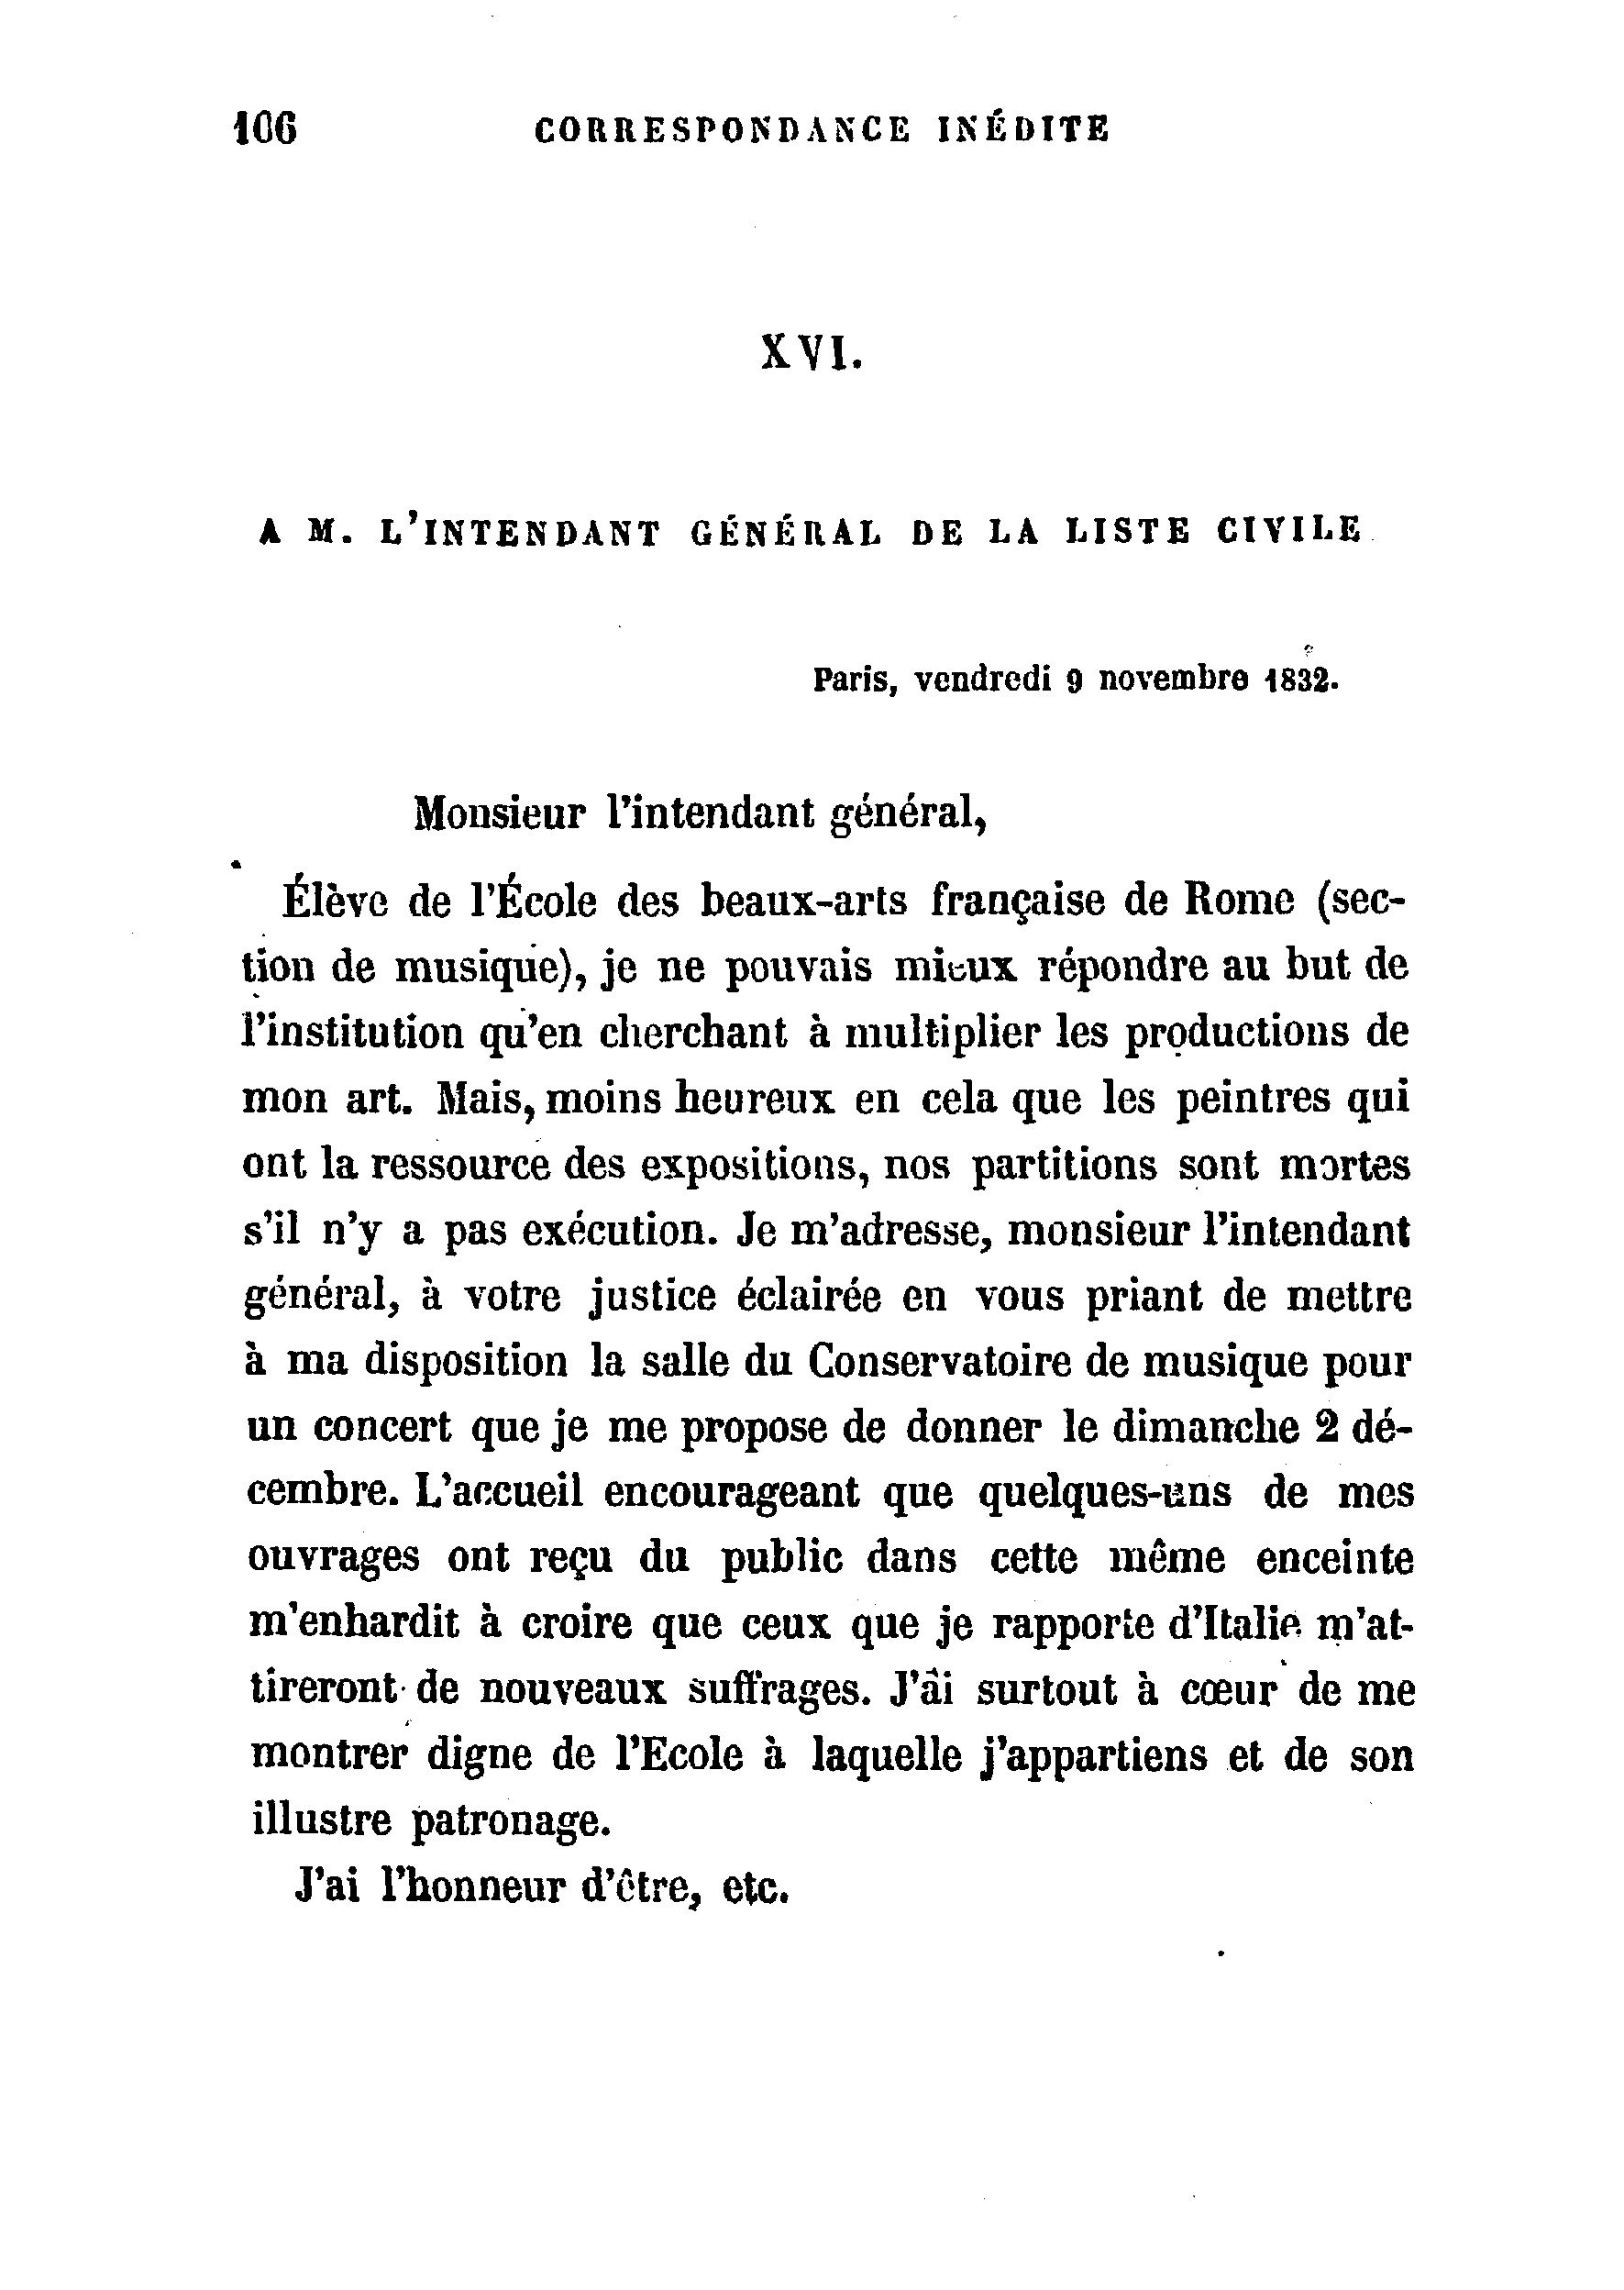 106 CORRESPONDANCE INÉDITE
XVI.
A M. L'INTENDANT GÉNÉRAL DE LA LISTE CIVILE
Paris, vendredi 9 novembre 1832.
Monsieur l'intendant général,
Élève de l'École des beaux-arts française de Rome (sec-
tion de musique), je ne pouvais mieux répondre au but de
l'institution qu'en cherchant à multiplier les productions de
mon art. Mais, moins heureux en cela que les peintres qui
ont la ressource des expositions, nos partitions sont mortes
s'il n'y a pas exécution. Je m'adresse, monsieur l'intendant
général, à votre justice éclairée en vous priant de mettre
à ma disposition la salle du Conservatoire de musique pour
un concert que je me propose de donner le dimanche 2 dé-
cembre. L'accueil encourageant que quelques-uns de mes
ouvrages ont reçu du public dans cette même enceinte
m'enhardit à croire que ceux que je rapporte d'Italie m'at-
tireront de nouveaux suffrages. J'ai surtout à cœur de me
montrer digne de l'Ecole à laquelle j'appartiens et de son
illustre patronage.
J'ai l'honneur d'être, etc.